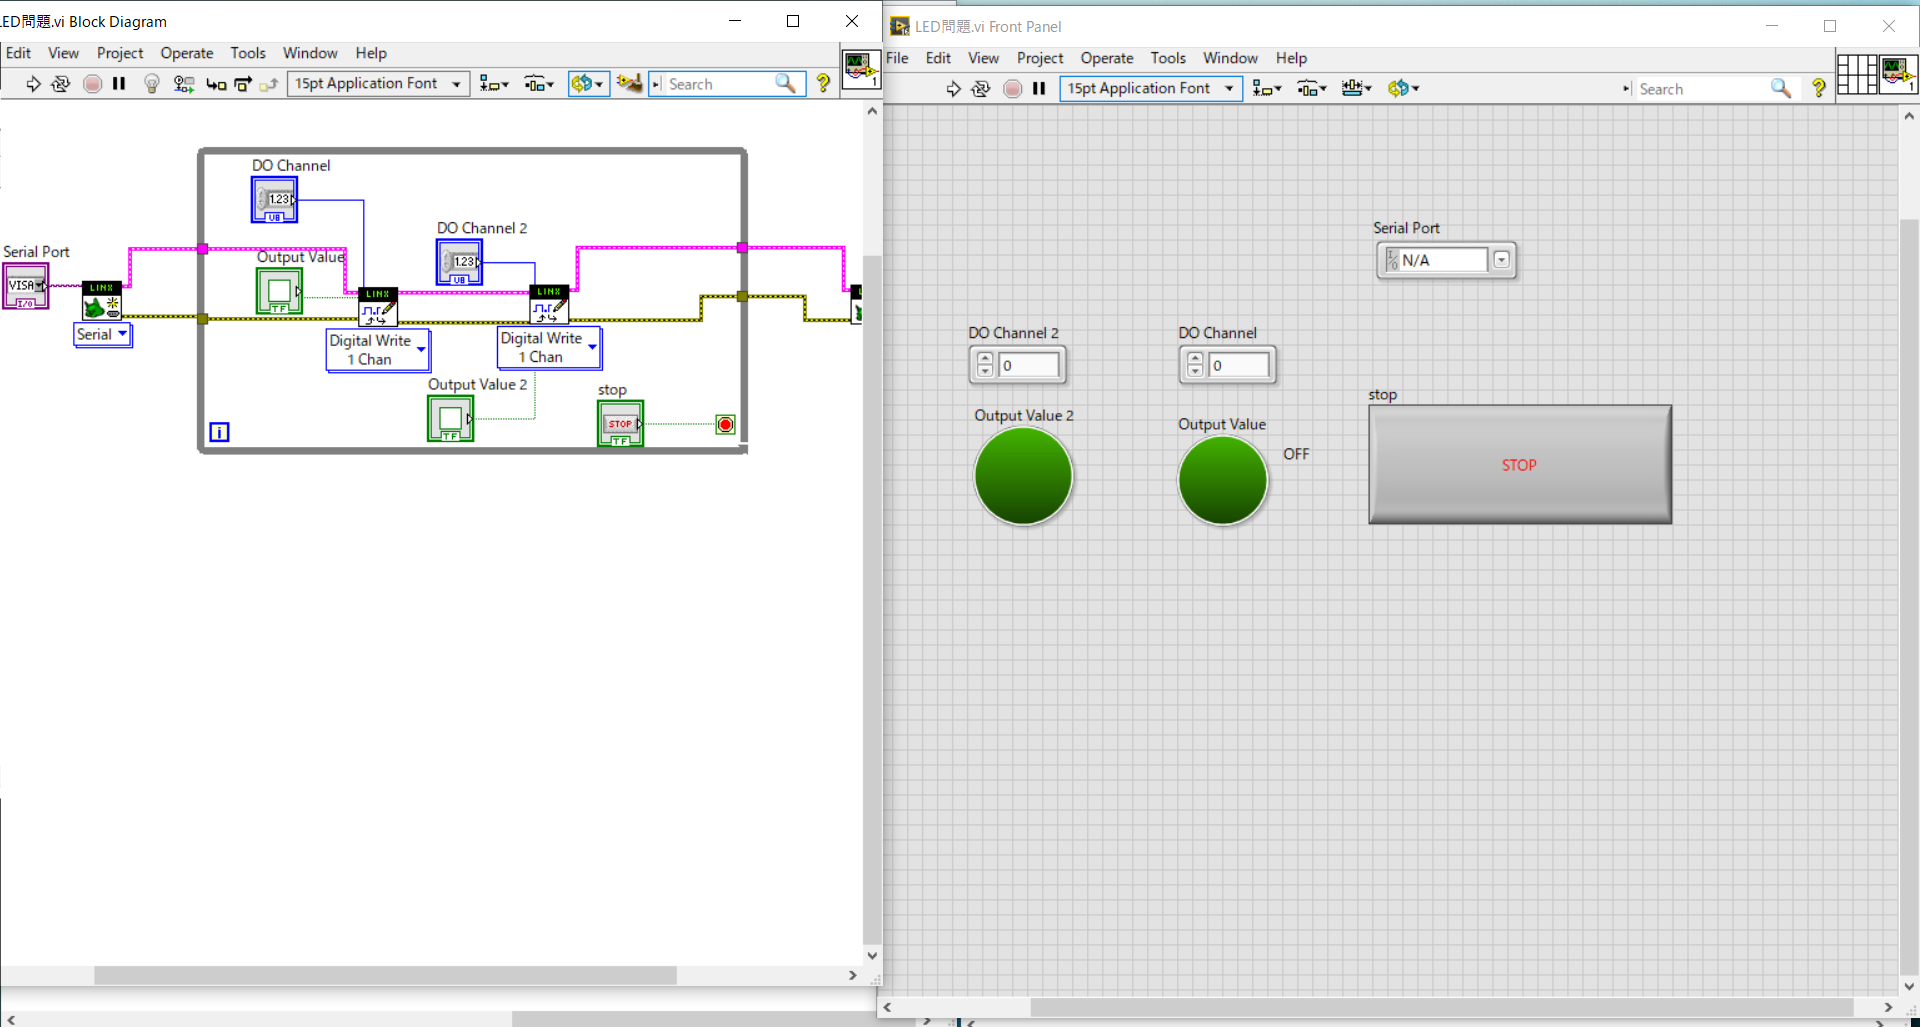 LED問題.vi Block Diagram
Edit View Project Operate Tools Window Help
15pt Application Font
Search
1
DO Channel
1.23
U8
DO Channel 2
1.23
U8
Serial Port
VISA
I/O
LINX
Serial
Output Value
TF
LINX
Digital Write
1 Chan
LINX
Digital Write
1 Chan
Output Value 2
TF
stop
STOP
TF
i
LED問題.vi Front Panel
File Edit View Project Operate Tools Window Help
15pt Application Font
Search
1
Serial Port
I/O
N/A
DO Channel 2
0
DO Channel
0
Output Value 2
Output Value
OFF
stop
STOP